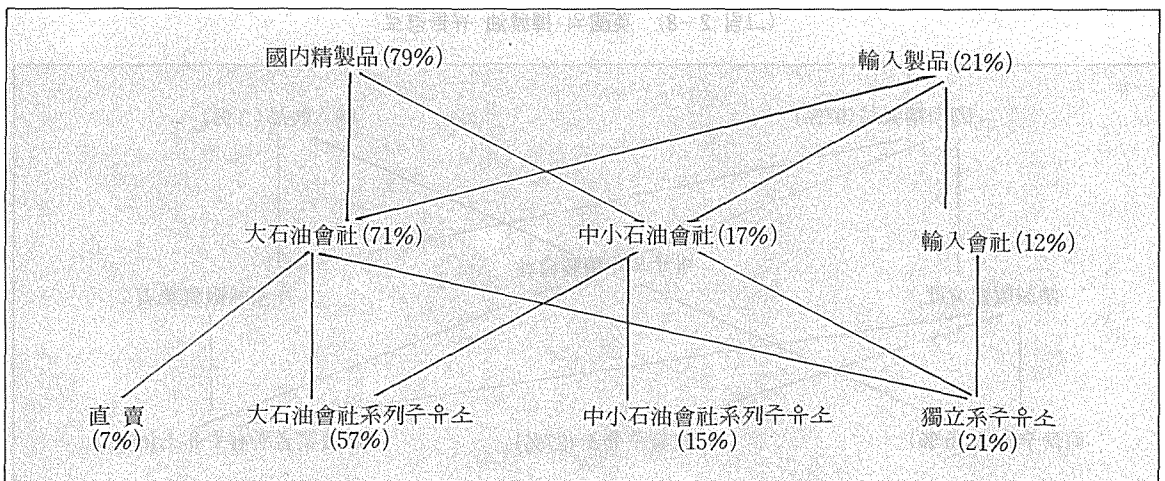 國內精製品(79%)
輸入製品(21%)
大石油會社(71%)
中小石油會社(17%)
輸入會社(12%)
直 賣
(7%)
大石油會社系列주유소
(57%)
中小石油會社系列주유소
(15%)
獨立系주유소
(21%)